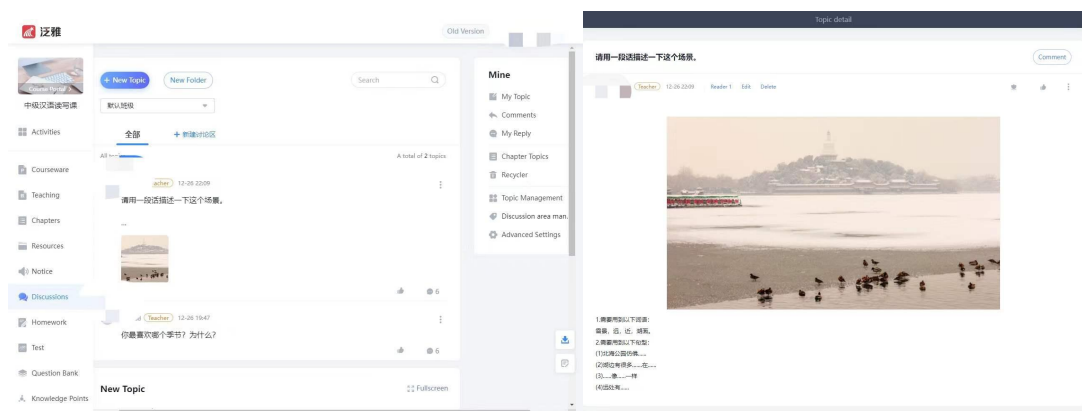 泛雅
Old Version
Course Portal >
中级汉语读写课
Activities
Courseware
Teaching
Chapters
Resources
Notice
Discussions
Homework
Test
Question Bank
Knowledge Points
+ New Topic
New Folder
Search
默认班级
全部
+ 新建讨论区
A total of 2 topics
12-26 22:09
请用一段话描述一下这个场景。
...
6
Teacher 12-26 19:47
你最喜欢哪个季节？为什么？
6
New Topic
Fullscreen
Mine
My Topic
Comments
My Reply
Chapter Topics
Recycler
Topic Management
Discussion area man.
Advanced Settings
Topic detail
请用一段话描述一下这个场景。
Comment
Teacher 12-26 22:09 Reader 1 Edit Delete
1.需要用到以下词语：
雪景、远、近、湖面。
2.需要用到以下句型：
(1)北海公园仿佛……。
(2)湖边有很多……在……
(3)……像……一样
(4)远处有……